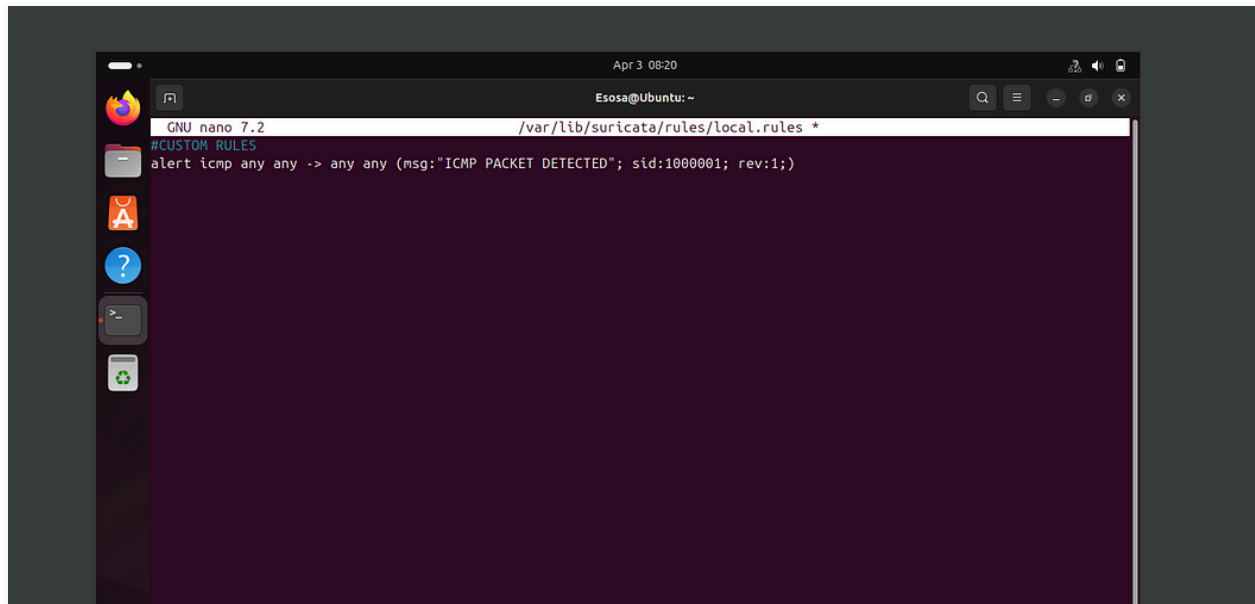 Apr 3 08:20
Esosa@Ubuntu: ~
GNU nano 7.2 /var/lib/suricata/rules/local.rules *
#CUSTOM RULES
alert icmp any any -> any any (msg:"ICMP PACKET DETECTED"; sid:1000001; rev:1;)